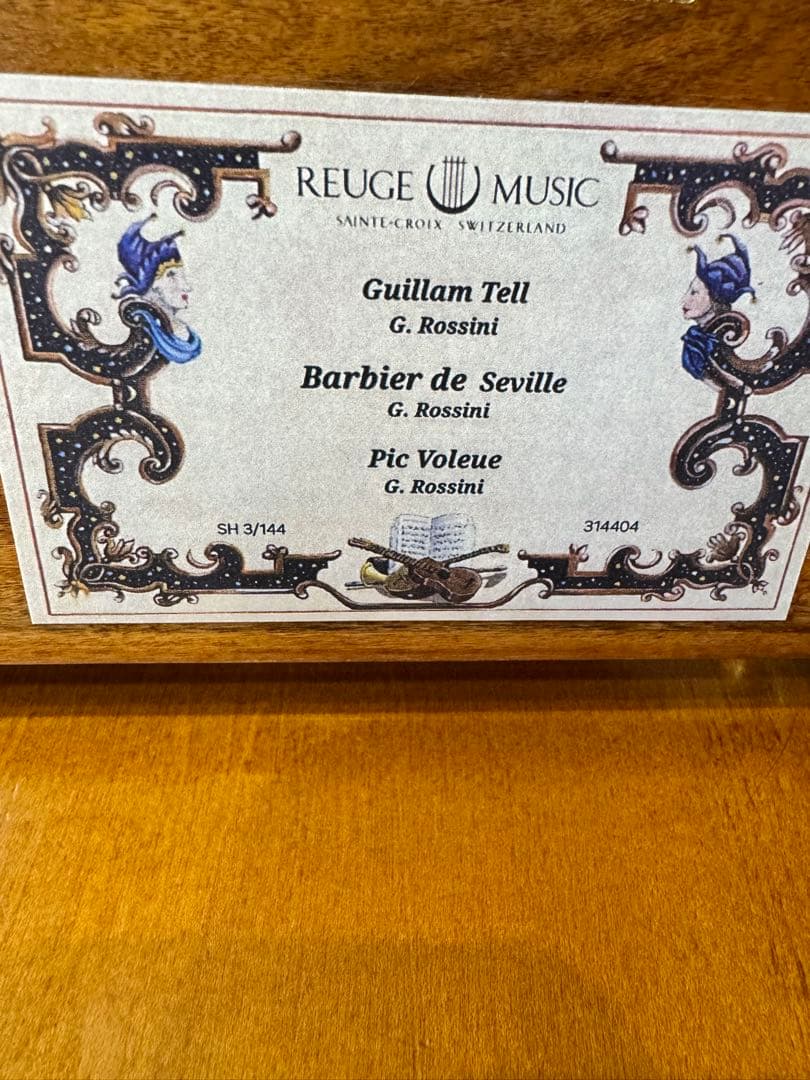 REUGE MUSIC
SAINTE-CROIX SWITZERLAND
Guillam Tell
G. Rossini
Barbier de Seville
G. Rossini
Pic Voleue
G. Rossini
SH 3/144 314404